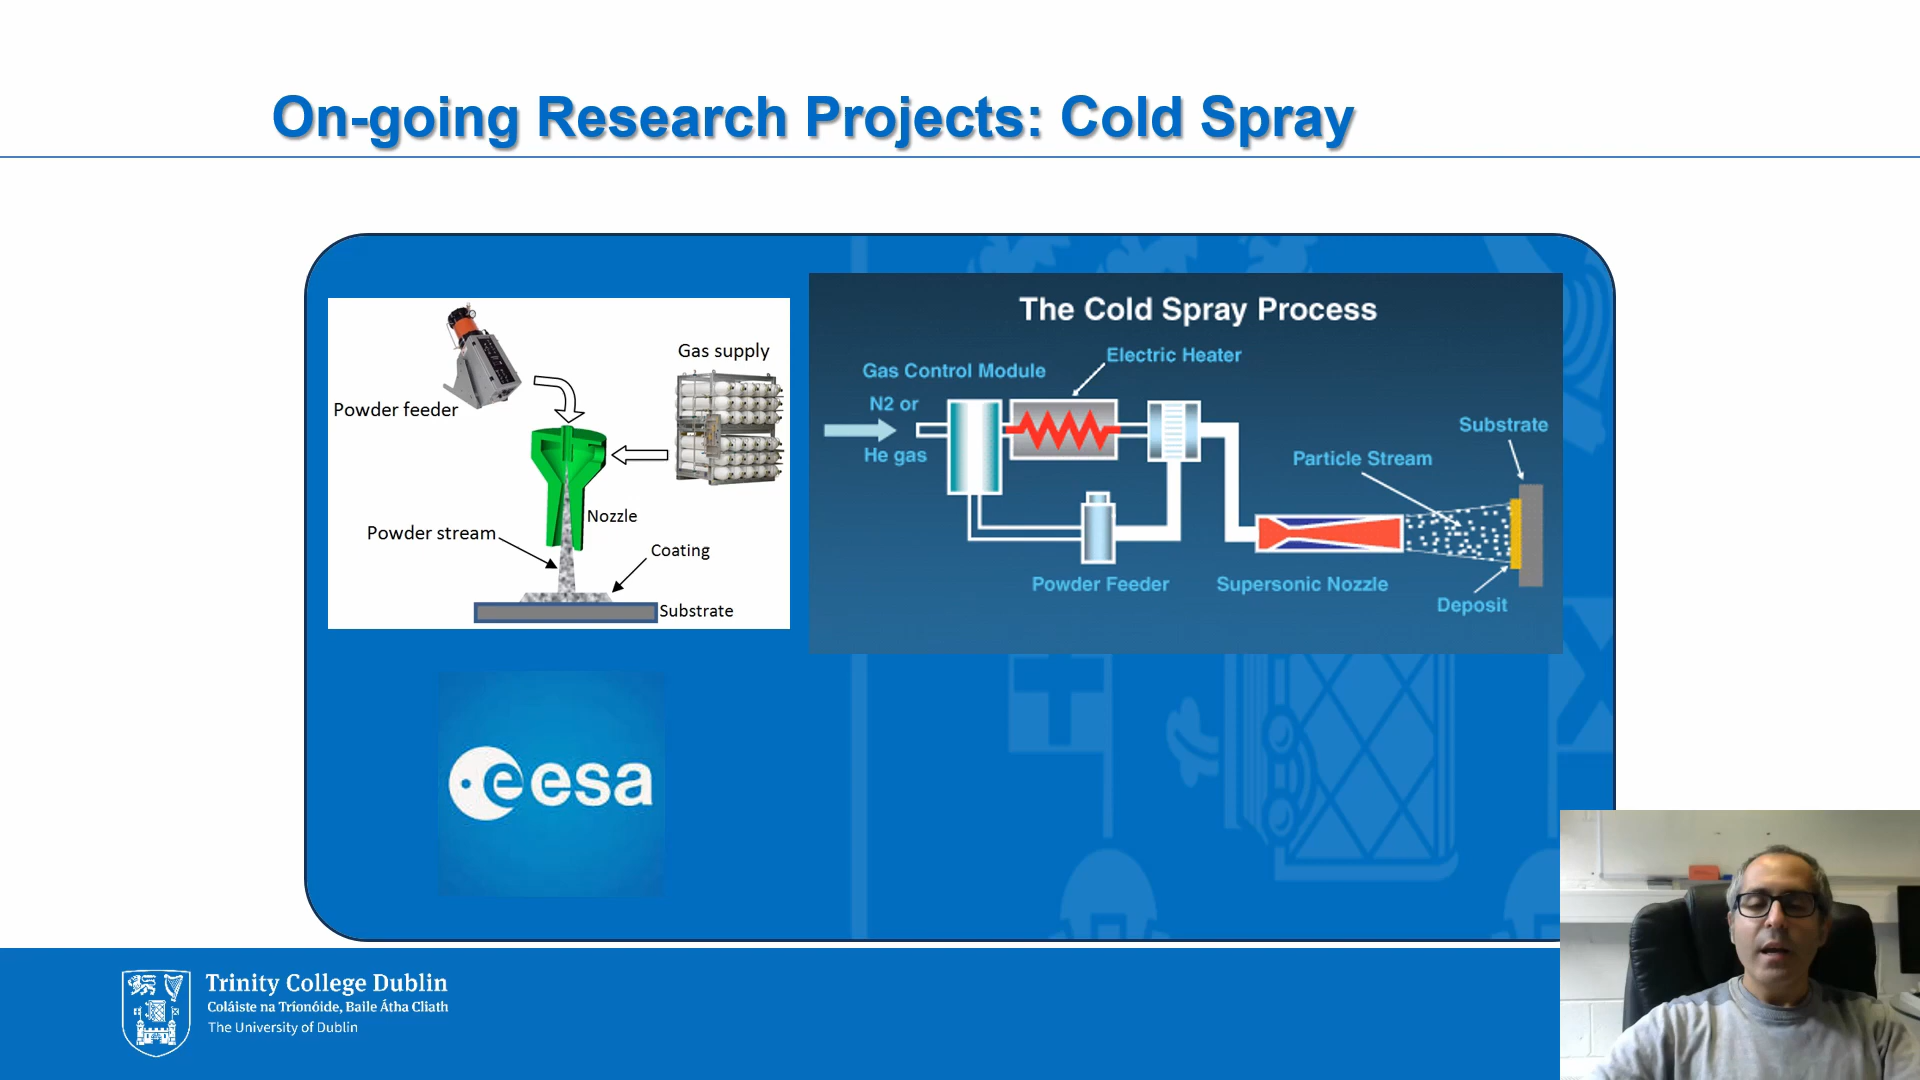 On-going Research Projects: Cold Spray
Powder feeder
Gas supply
Nozzle
Powder stream
Coating
Substrate
The Cold Spray Process
Gas Control Module
Electric Heater
N2 or
He gas
Substrate
Particle Stream
Powder Feeder
Supersonic Nozzle
Deposit
esa
Trinity College Dublin
Coláiste na Tríonóide, Baile Átha Cliath
The University of Dublin